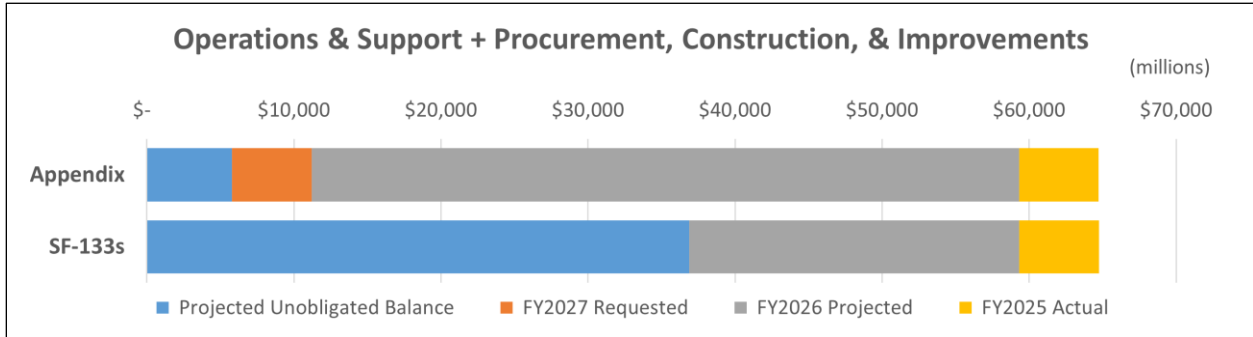 Operations & Support + Procurement, Construction, & Improvements
(millions)
$- $10,000 $20,000 $30,000 $40,000 $50,000 $60,000 $70,000
Appendix
SF-133s
Projected Unobligated Balance FY2027 Requested FY2026 Projected FY2025 Actual